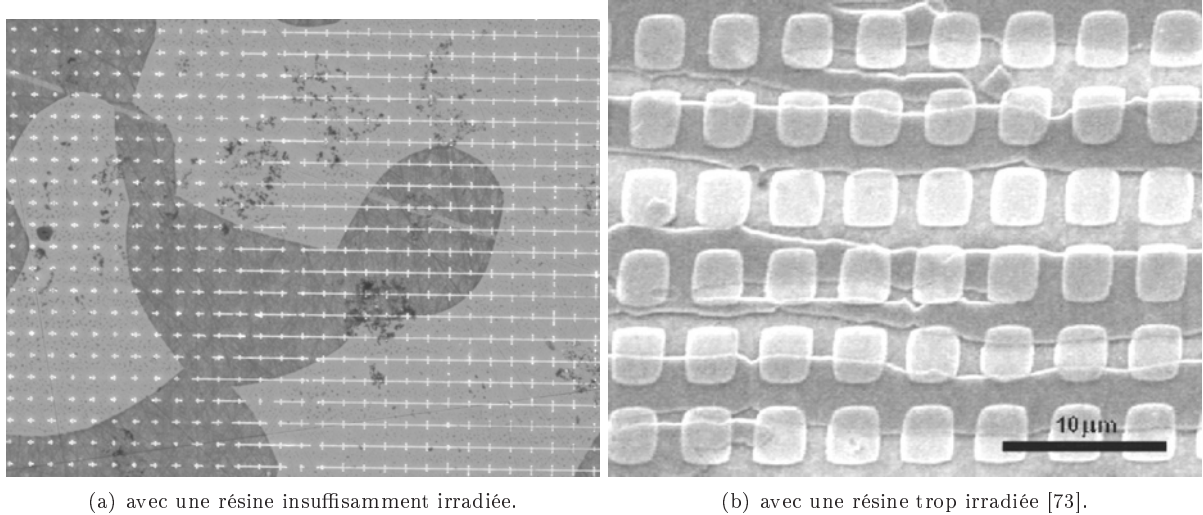 10 µm
(a) avec une résine insuffisamment irradiée.
(b) avec une résine trop irradiée [73].